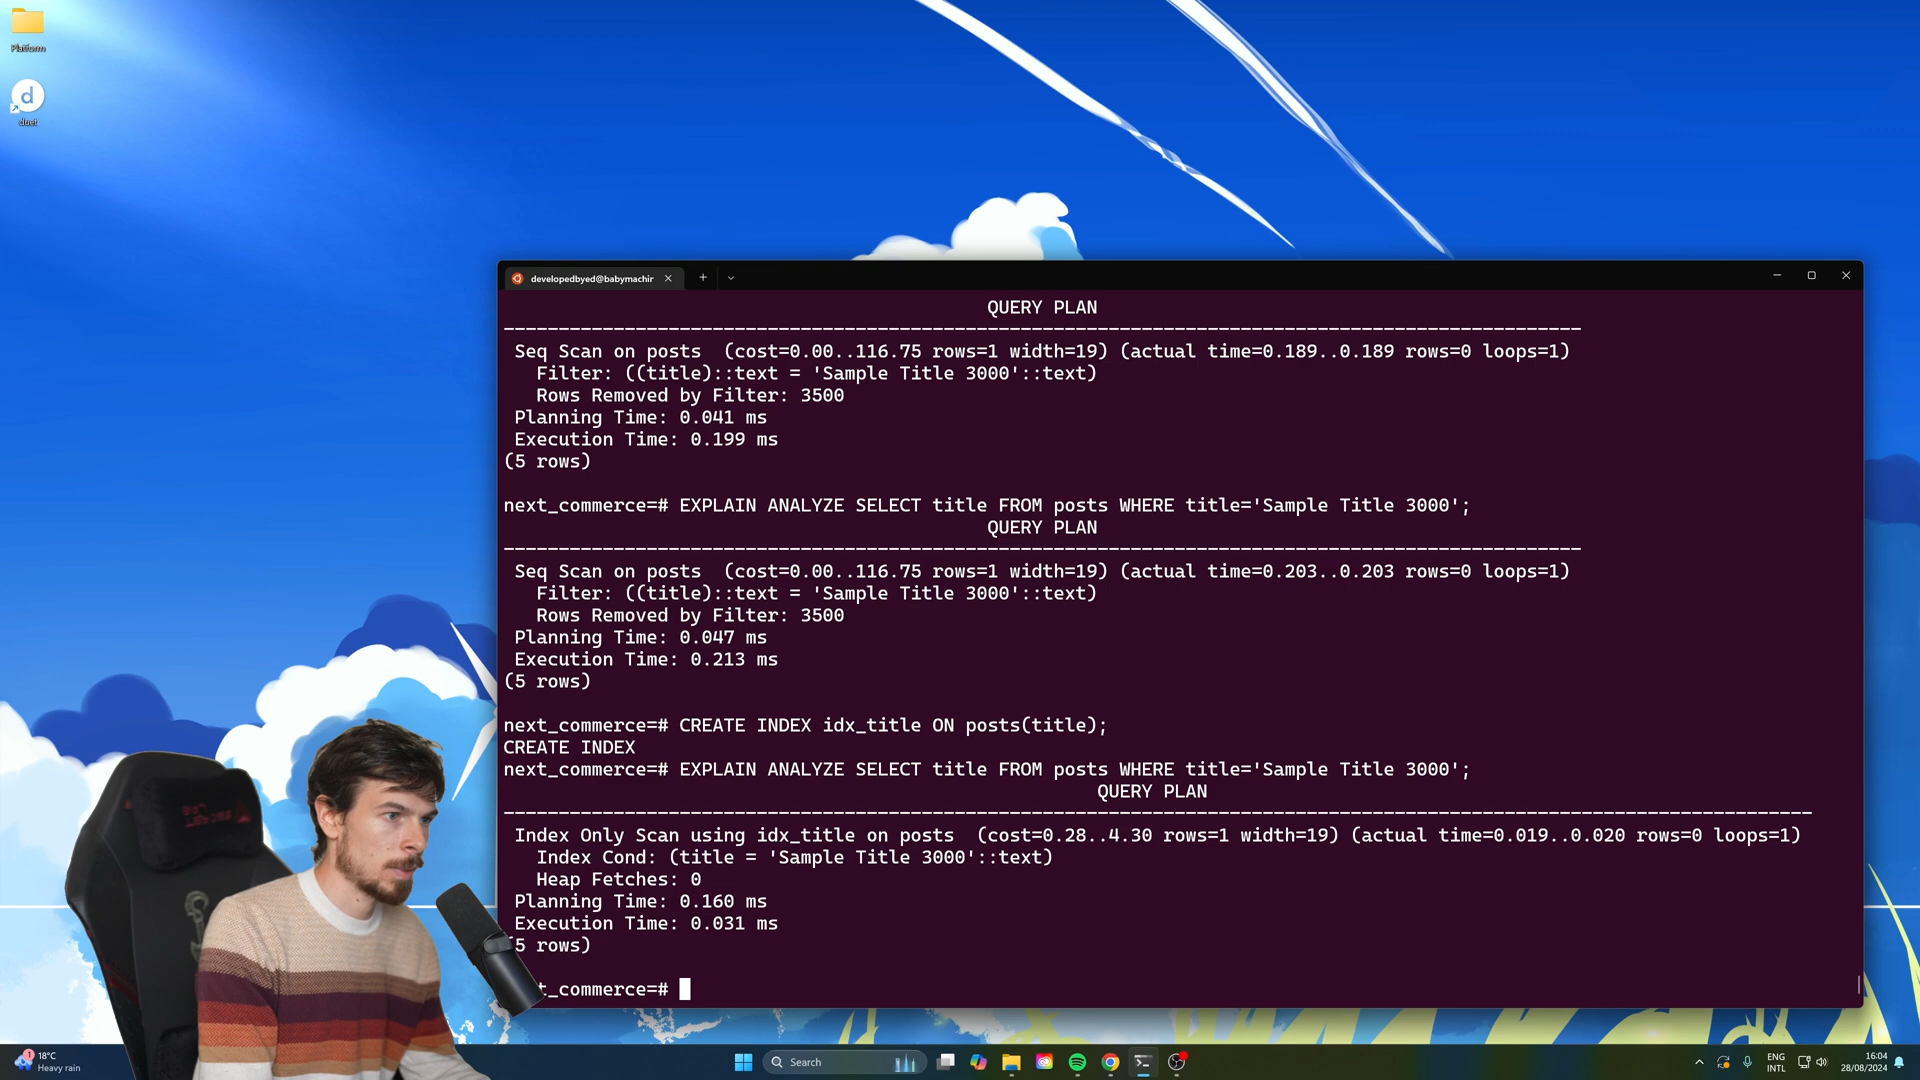 Platform
duet
developedbyed@babymachir
QUERY PLAN
Seq Scan on posts  (cost=0.00..116.75 rows=1 width=19) (actual time=0.189..0.189 rows=0 loops=1)
Filter: ((title)::text = 'Sample Title 3000'::text)
Rows Removed by Filter: 3500
Planning Time: 0.041 ms
Execution Time: 0.199 ms
(5 rows)
next_commerce=# EXPLAIN ANALYZE SELECT title FROM posts WHERE title='Sample Title 3000';
QUERY PLAN
Seq Scan on posts  (cost=0.00..116.75 rows=1 width=19) (actual time=0.203..0.203 rows=0 loops=1)
Filter: ((title)::text = 'Sample Title 3000'::text)
Rows Removed by Filter: 3500
Planning Time: 0.047 ms
Execution Time: 0.213 ms
(5 rows)
next_commerce=# CREATE INDEX idx_title ON posts(title);
CREATE INDEX
next_commerce=# EXPLAIN ANALYZE SELECT title FROM posts WHERE title='Sample Title 3000';
QUERY PLAN
Index Only Scan using idx_title on posts  (cost=0.28..4.30 rows=1 width=19) (actual time=0.019..0.020 rows=0 loops=1)
Index Cond: (title = 'Sample Title 3000'::text)
Heap Fetches: 0
Planning Time: 0.160 ms
Execution Time: 0.031 ms
5 rows)
t_commerce=#
1
18°C
Heavy rain
Search
ENG
INTL
16:04
28/08/2024